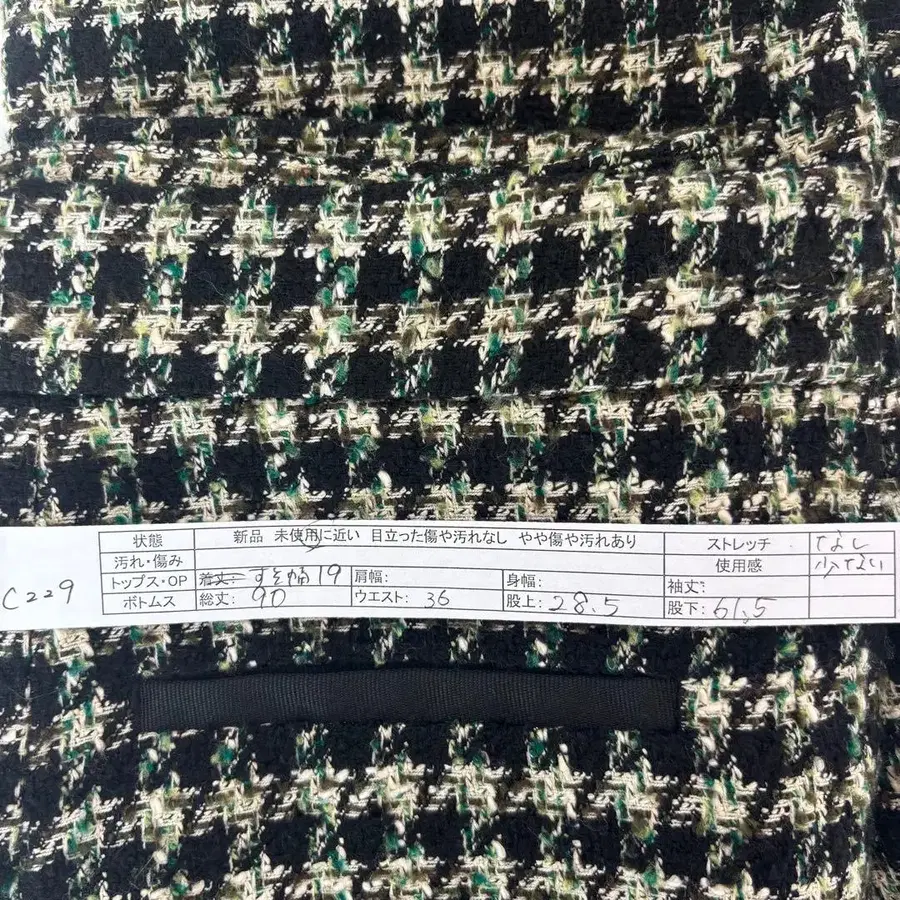 状態 新品 未使用に近い 目立った傷や汚れなし やや傷や汚れあり ストレッチ なし
汚れ・傷み 使用感 少ない
C229 トップス・OP 着丈: すそ幅19 肩幅: 身幅: 袖丈:
ボトムス 総丈: 90 ウエスト: 36 股上: 28.5 股下: 61.5